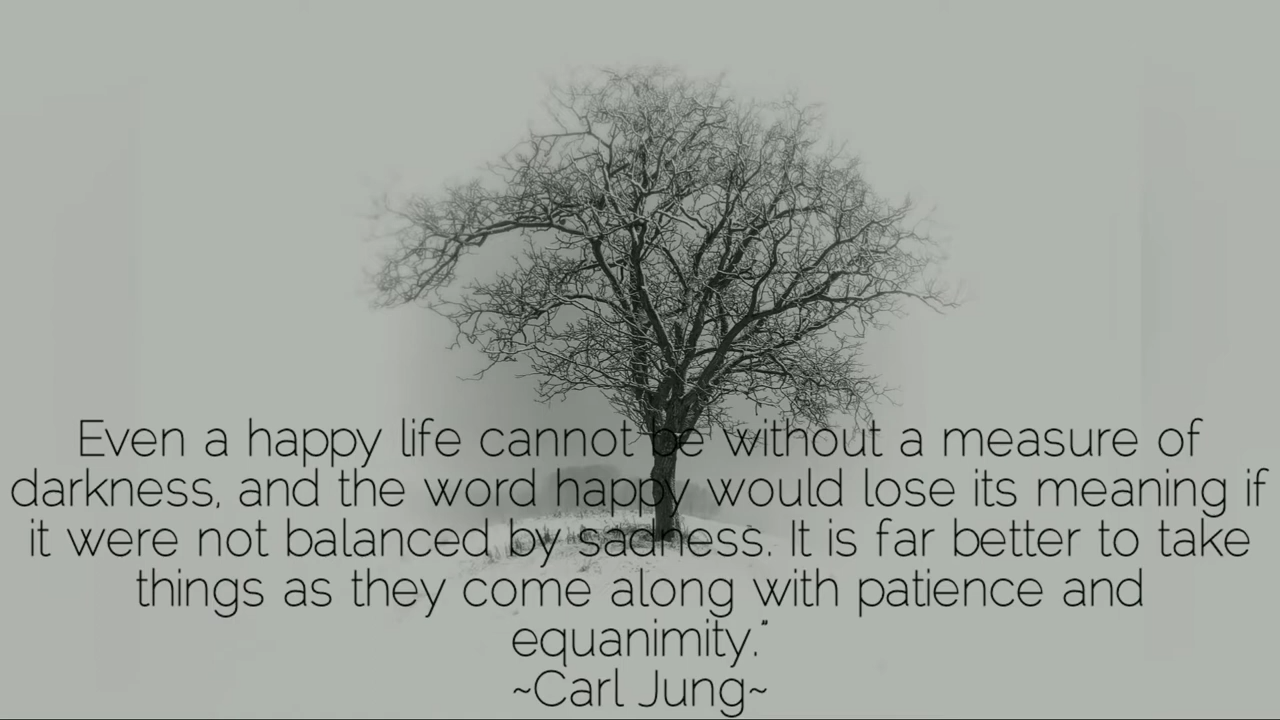 Even a happy life cannot be without a measure of
darkness, and the word happy would lose its meaning if
it were not balanced by sadness. It is far better to take
things as they come along with patience and
equanimity.”
~Carl Jung~